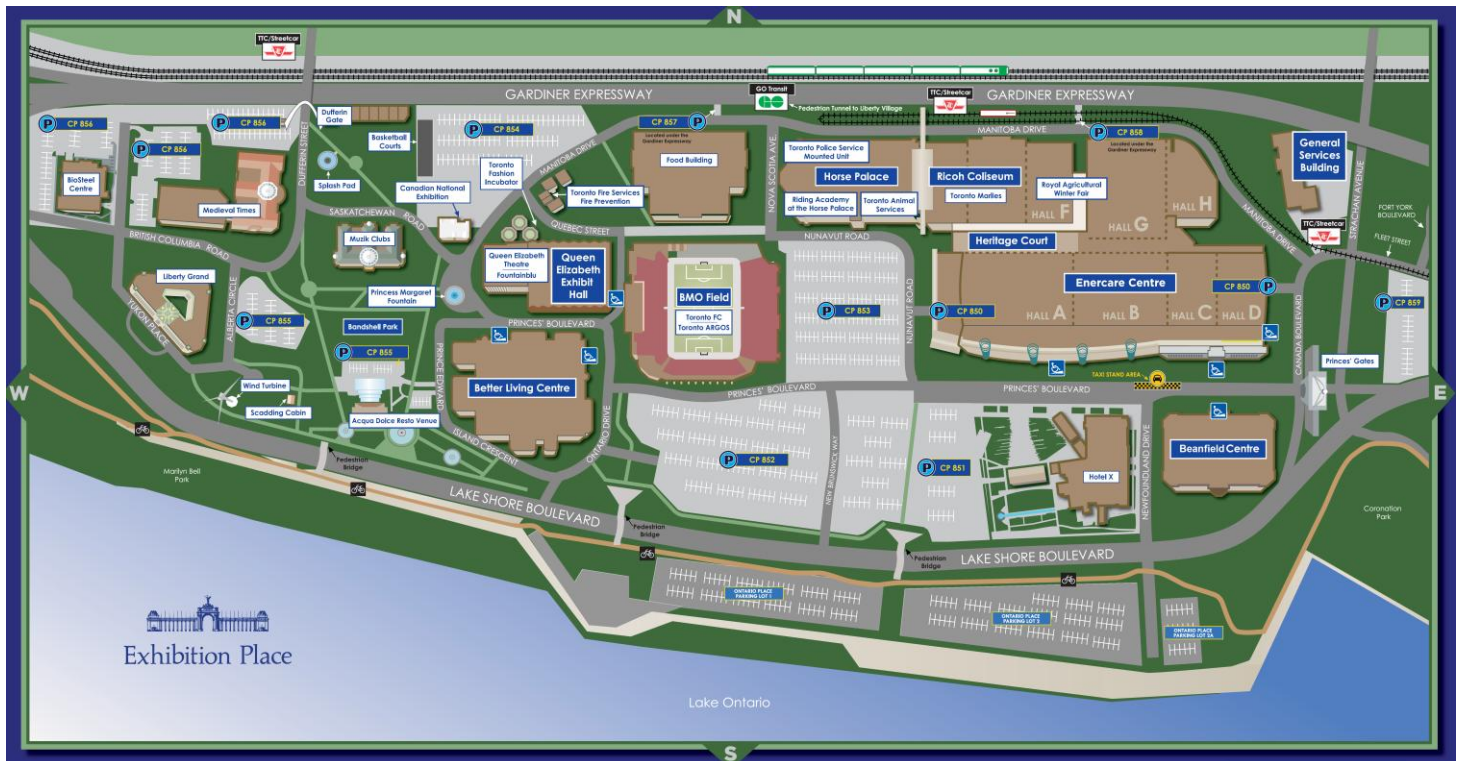 N
TTC/Streetcar
GARDINER EXPRESSWAY
GO Transit
GO
Pedestrian Tunnel to Liberty Village
TTC/Streetcar
GARDINER EXPRESSWAY
P CP 856
P CP 856
P CP 856
Dufferin
Gate
DUFFERIN STREET
Basketball
Courts
P CP 854
CP 857 P
Located under the
Gardiner Expressway
MANITOBA DRIVE
P CP 858
Located under the
Gardiner Expressway
General
Services
Building
BioSteel
Centre
Medieval Times
Splash Pad
Canadian National
Exhibition
Toronto
Fashion
Incubator
MANITOBA DRIVE
Toronto Fire Services
Fire Prevention
Food Building
NOVA SCOTIA AVE.
Toronto Police Service
Mounted Unit
Horse Palace
Riding Academy
at the Horse Palace
Toronto Animal
Services
Ricoh Coliseum
Toronto Marlies
Royal Agricultural
Winter Fair
HALL F
HALL G
HALL H
MANITOBA DRIVE
STRACHAN AVENUE
FORT YORK
BOULEVARD
FLEET STREET
TTC/Streetcar
SASKATCHEWAN ROAD
BRITISH COLUMBIA ROAD
Muzik Clubs
QUEBEC STREET
NUNAVUT ROAD
Heritage Court
Queen Elizabeth
Theatre
Fountainblu
Queen
Elizabeth
Exhibit
Hall
Liberty Grand
YUKON PLACE
ALBERTA CIRCLE
P CP 855
Princess Margaret
Fountain
Bandshell Park
P CP 855
PRINCES' BOULEVARD
BMO Field
Toronto FC
Toronto ARGOS
P CP 853
NUNAVUT ROAD
P CP 850
Enercare Centre
CP 850 P
HALL A
HALL B
HALL C
HALL D
CANADA BOULEVARD
P CP 859
Princes' Gates
W
E
Wind Turbine
Scadding Cabin
Acqua Dolce Resto Venue
PRINCE EDWARD
ISLAND CRESCENT
Better Living Centre
ONTARIO DRIVE
PRINCES' BOULEVARD
TAXI STAND AREA
PRINCES' BOULEVARD
P CP 852
NEW BRUNSWICK WAY
P CP 851
Hotel X
NEWFOUNDLAND DRIVE
Beanfield Centre
Marilyn Bell
Park
Pedestrian
Bridge
LAKE SHORE BOULEVARD
Pedestrian
Bridge
Pedestrian
Bridge
LAKE SHORE BOULEVARD
Coronation
Park
ONTARIO PLACE
PARKING LOT 1
ONTARIO PLACE
PARKING LOT 2
ONTARIO PLACE
PARKING LOT 2A
Exhibition Place
Lake Ontario
S